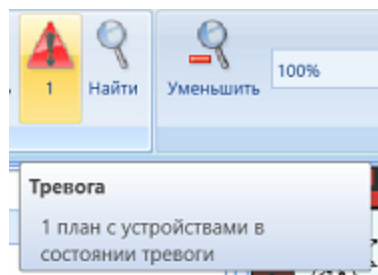 1
Найти
Уменьшить
100%
Тревога
1 план с устройствами в
состоянии тревоги